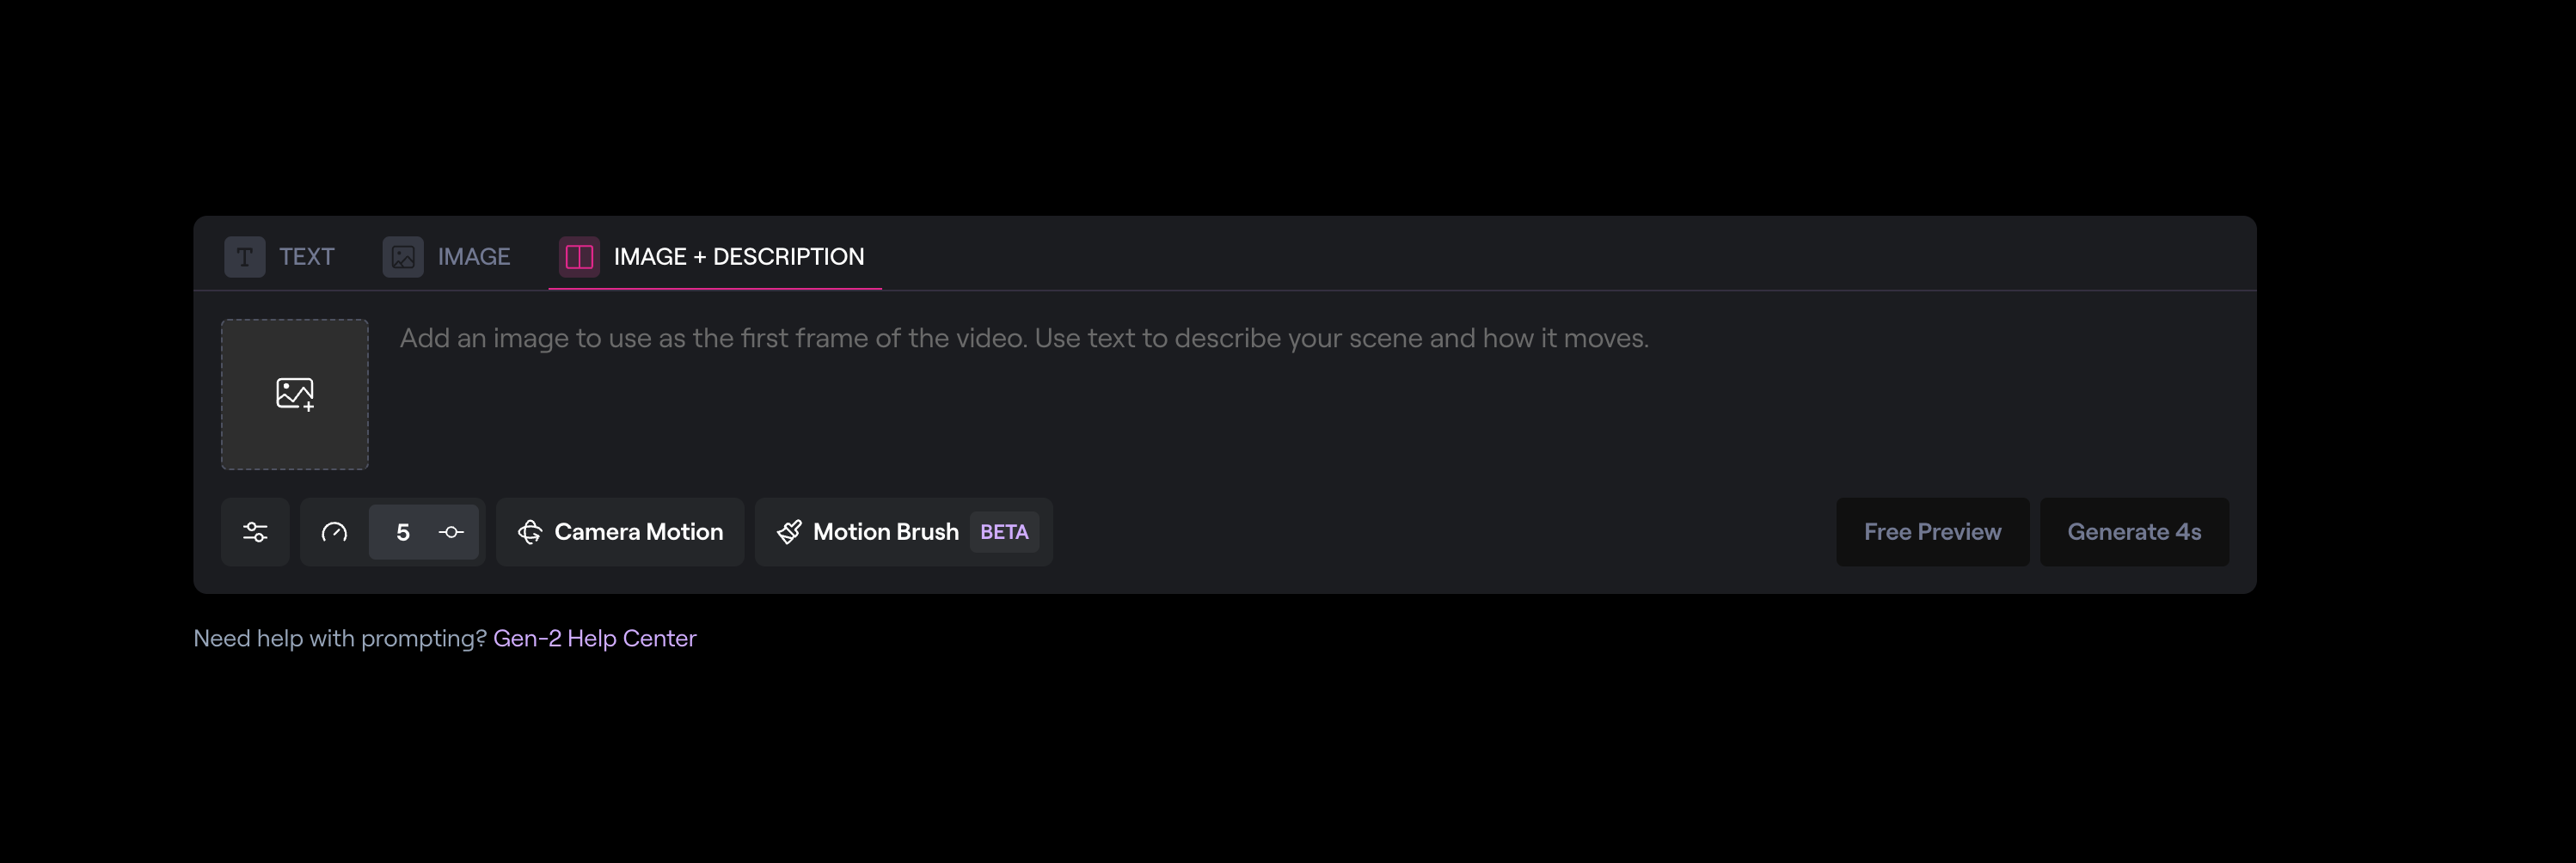 T TEXT IMAGE IMAGE + DESCRIPTION
Add an image to use as the first frame of the video. Use text to describe your scene and how it moves.
5 Camera Motion Motion Brush BETA Free Preview Generate 4s
Need help with prompting? Gen-2 Help Center